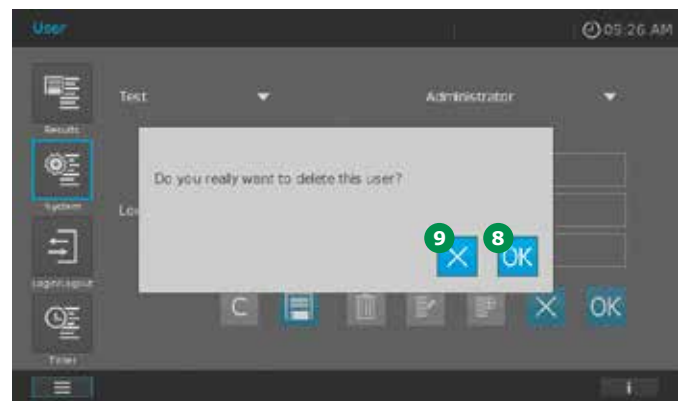 User
05:26 AM
Results
Test
Administrator
Do you really want to delete this user?
System
9
8
X
OK
Login/Logout
C
X
OK
Timer
i